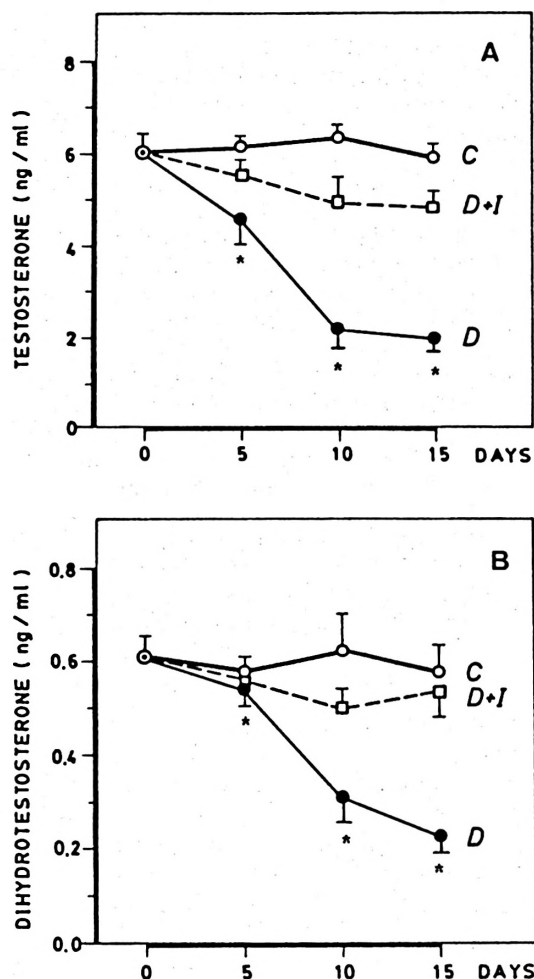 A
TESTOSTERONE (ng/ml)
8
6
4
2
0
C
D+I
D
*
*
*
0 5 10 15 DAYS
B
DIHYDROTESTOSTERONE (ng/ml)
0.8
0.6
0.4
0.2
0.0
C
D+I
D
*
*
*
0 5 10 15 DAYS